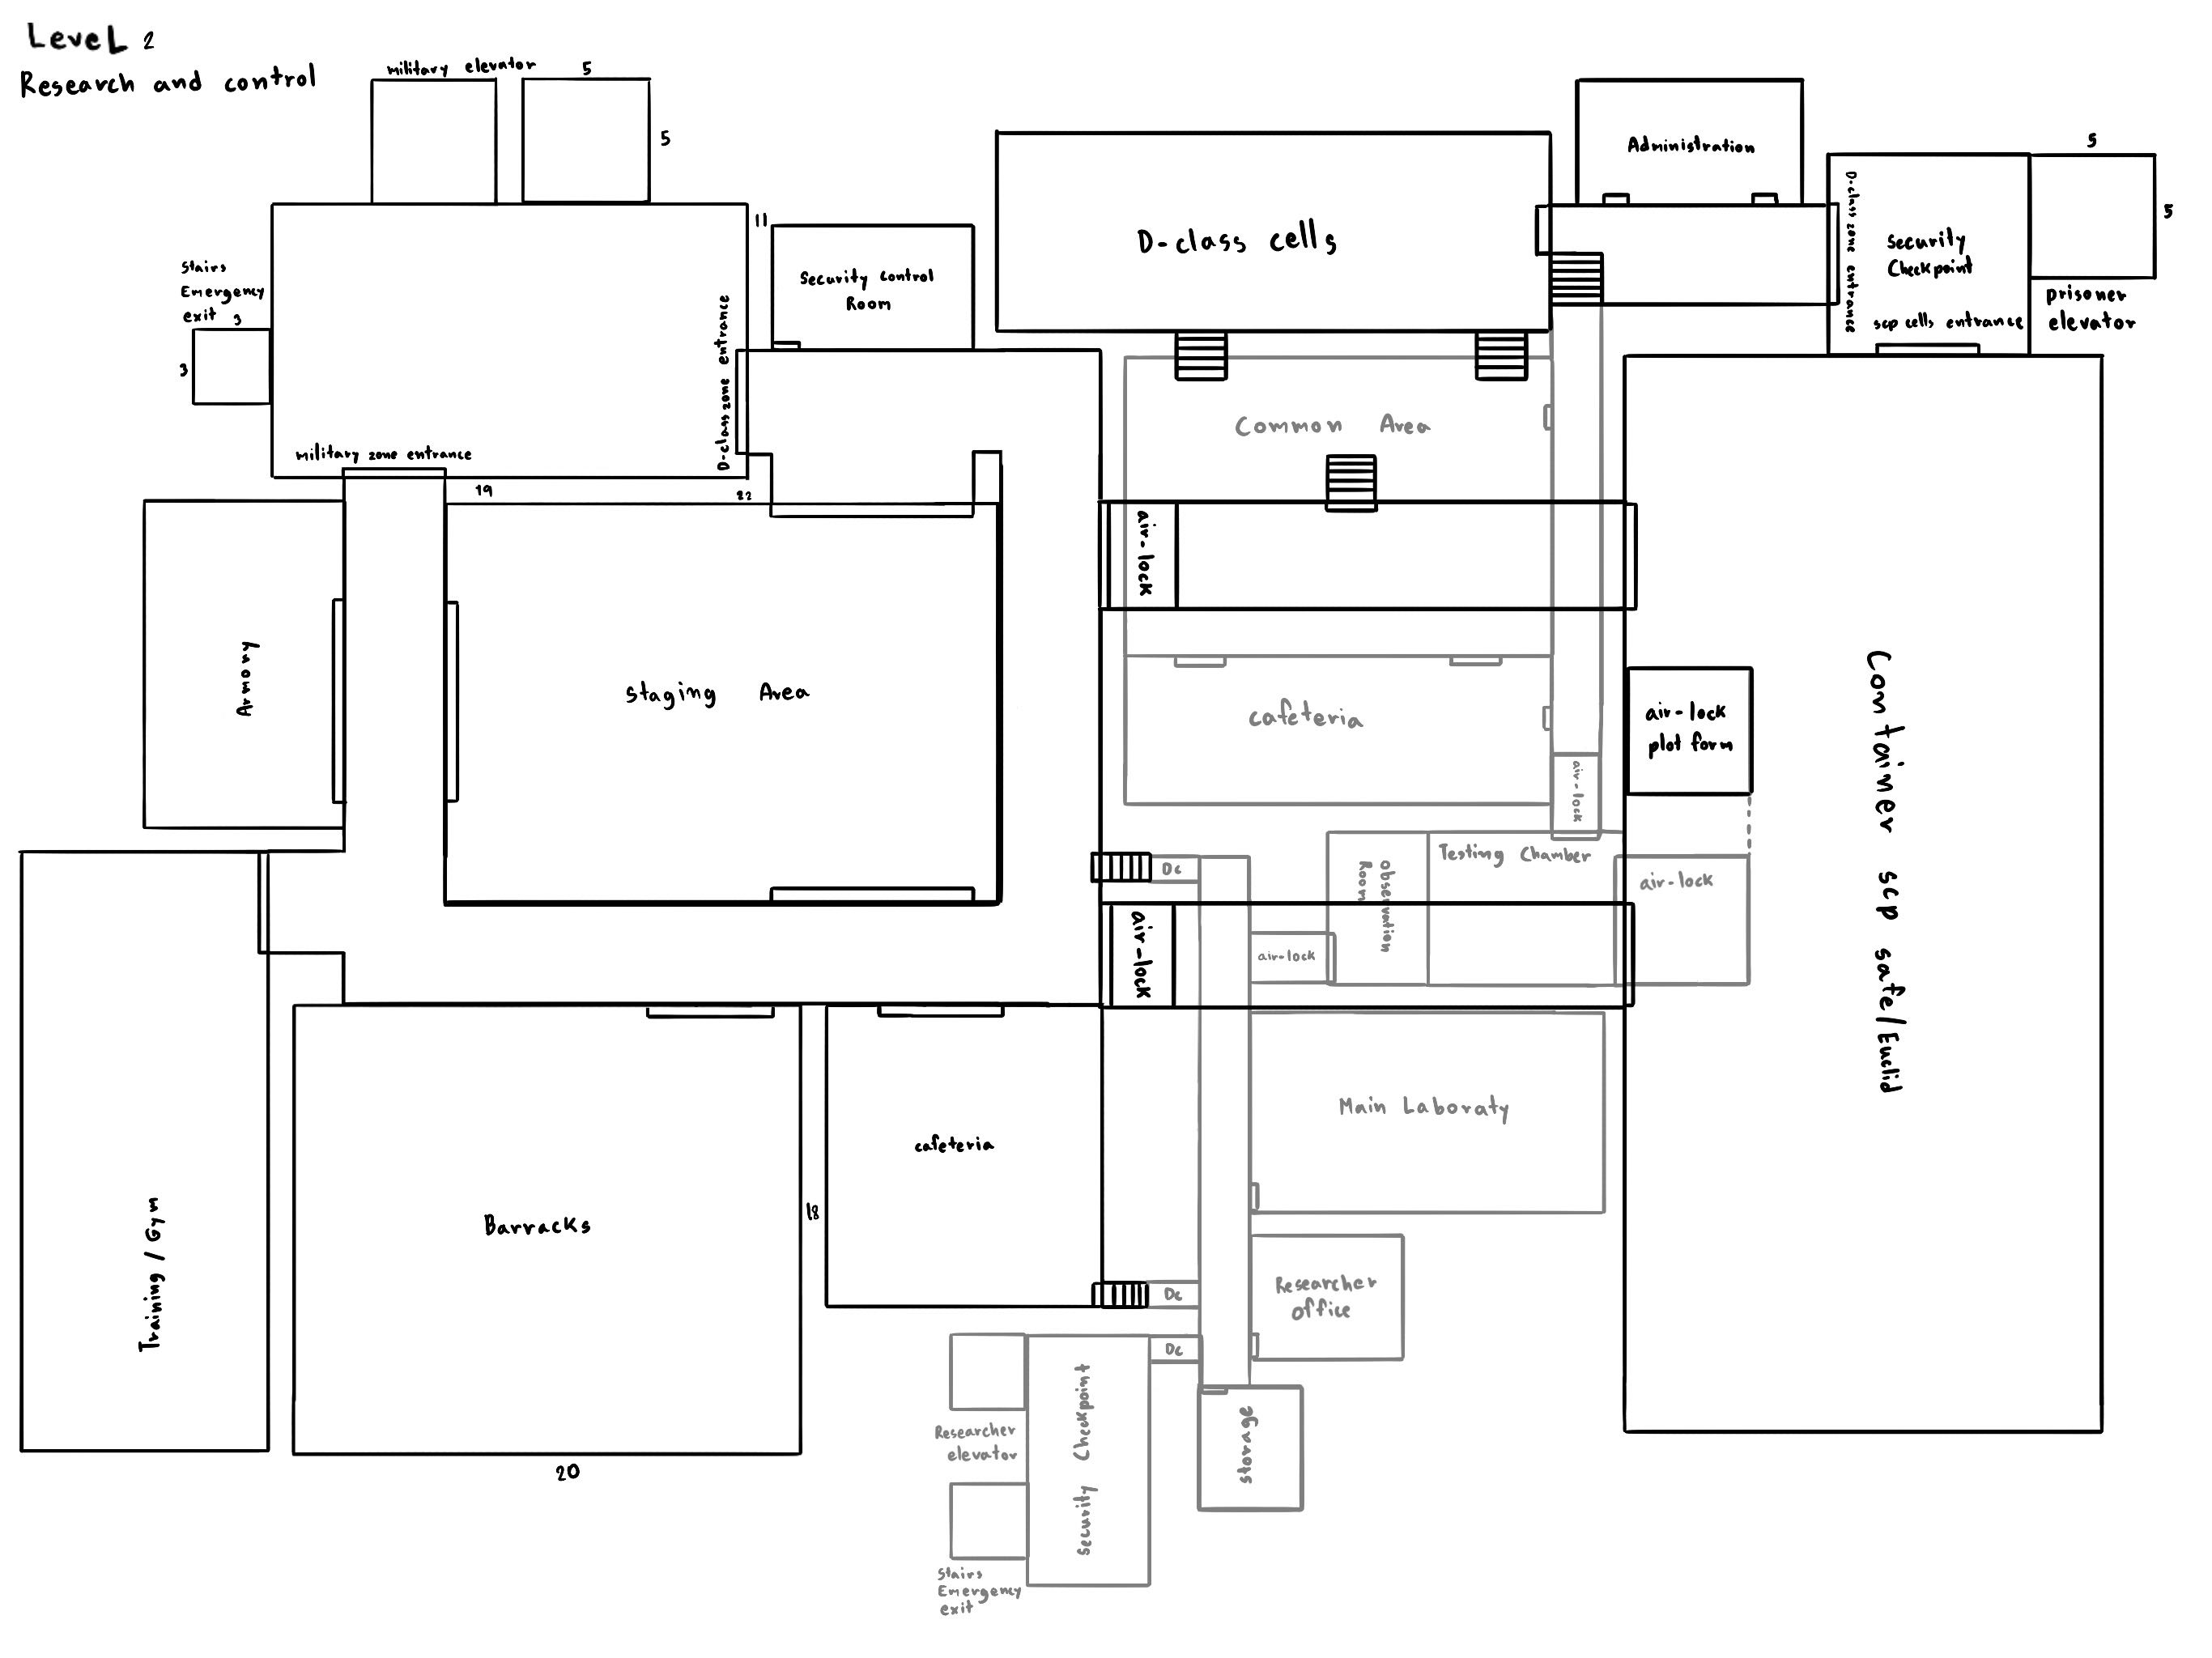 LeveL 2
Research and control
military elevator
5
5
Stairs
Emergency
exit 3
3
military zone entrance
D-class zone entrance
11
19
22
Security control
Room
D-class cells
Administration
D-class zone entrance
Security
Checkpoint
scp cells entrance
5
5
prisoner
elevator
Common Area
air-lock
Armory
Staging Area
cafeteria
air-lock
air-lock
plot form
Container scp safe/Euclid
Dc
observation
Room
Testing Chamber
air-lock
air-lock
air-lock
Main Laboraty
Training / Gym
Barracks
18
20
cafeteria
Dc
Researcher
office
Dc
Researcher
elevator
Security Checkpoint
storage
Stairs
Emergency
exit